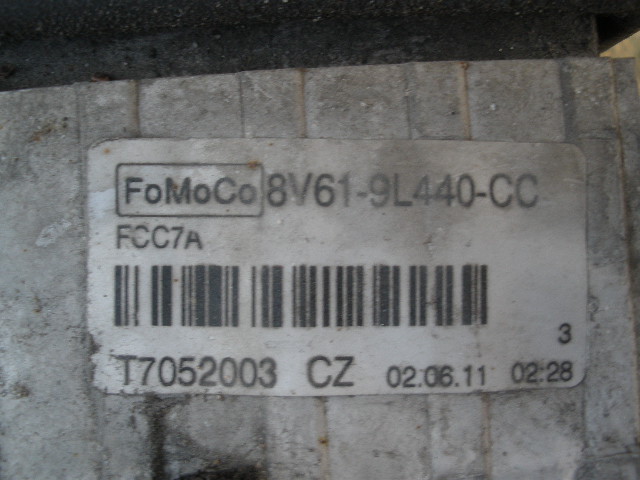 FoMoCo 8V61-9L440-CC
FCC7A
3
T7052003 CZ 02.06.11 02:28